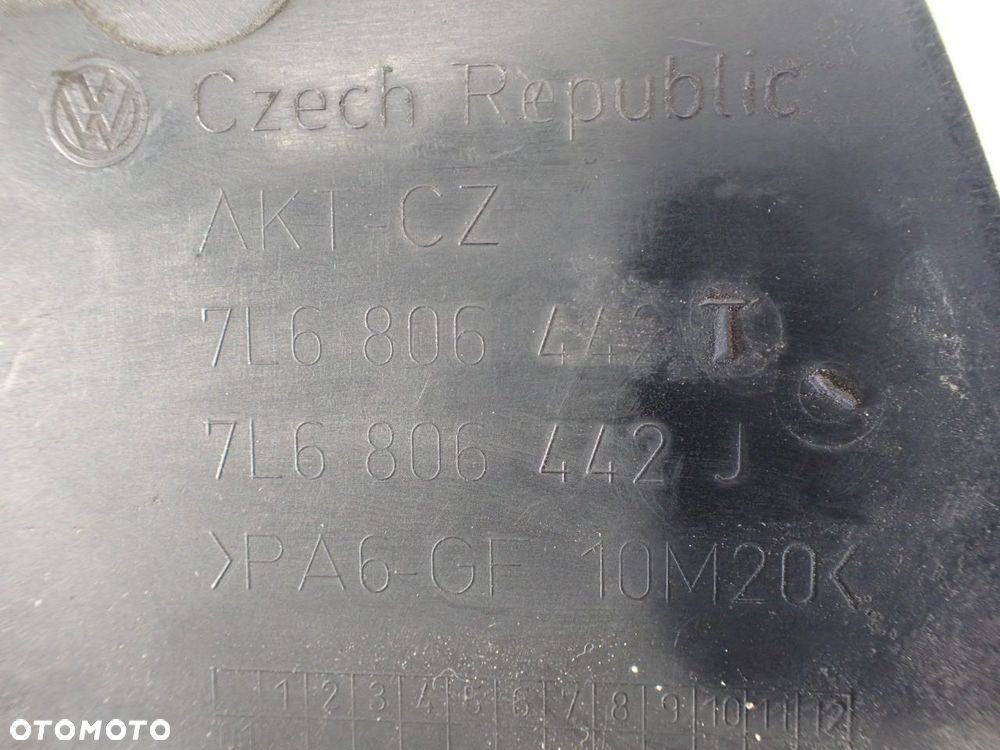 Czech Republic
AKT-CZ
7L6 806 442 T
7L6 806 442 J
>PA6-GF 10M20<
1 2 3 4 5 6 7 8 9 10 11 12
OTOMOTO